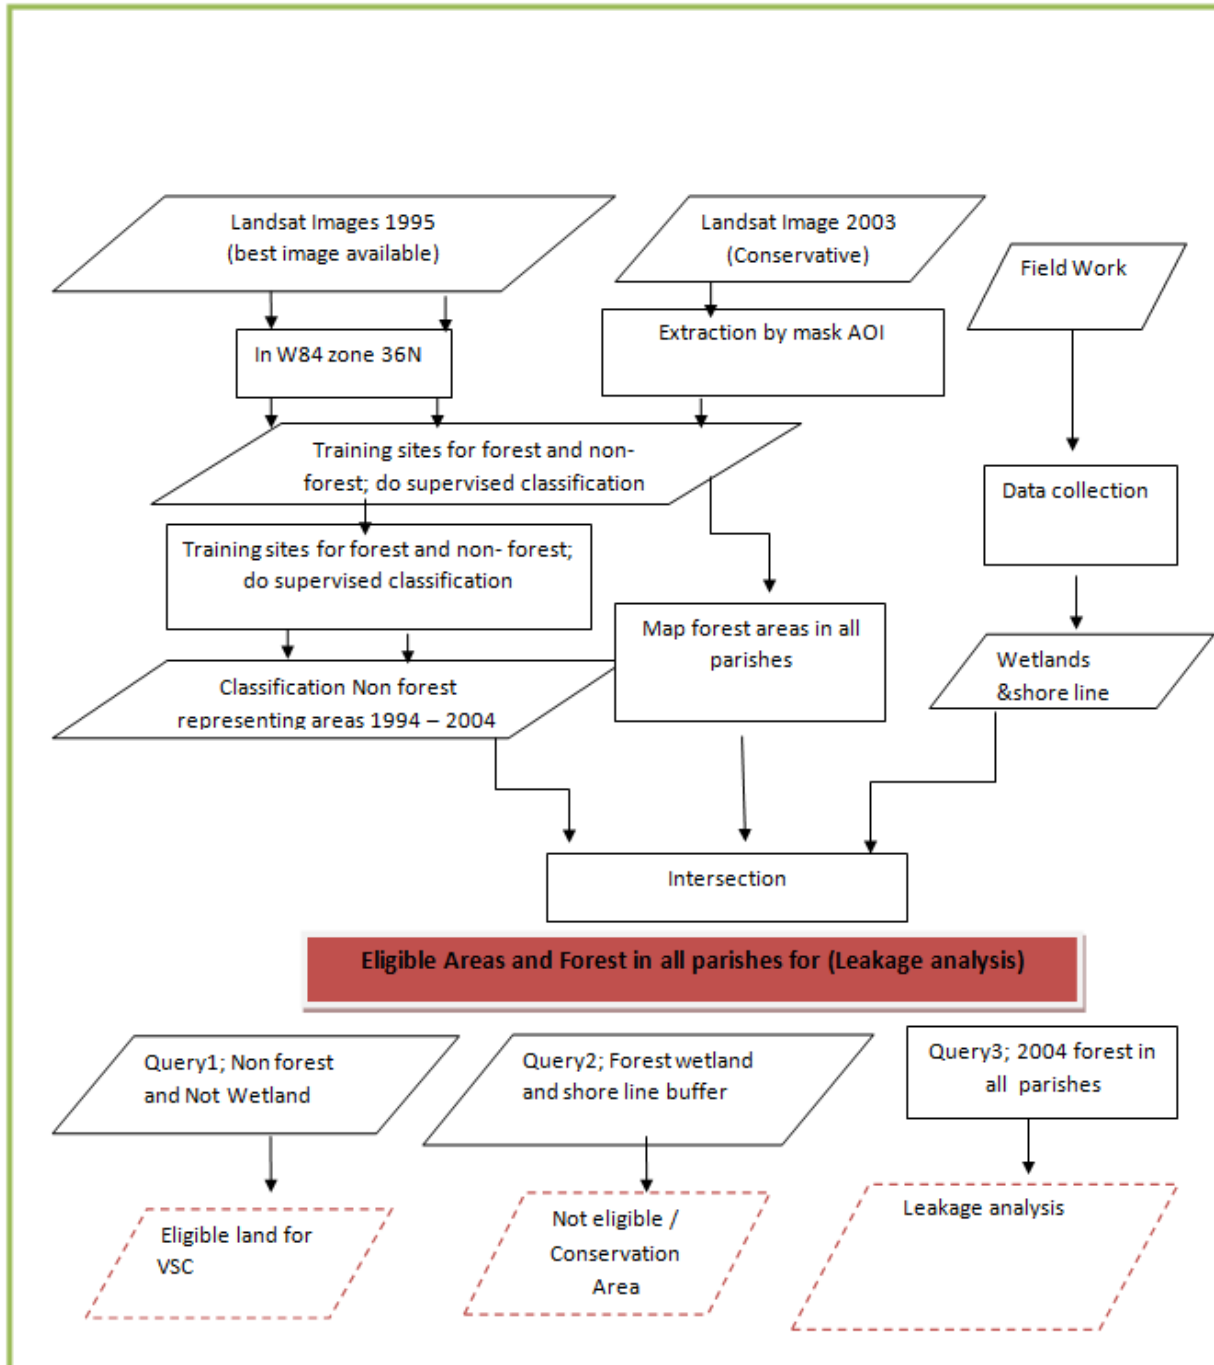 Landsat Images 1995
(best image available)
Landsat Image 2003
(Conservative)
Field Work
In W84 zone 36N
Extraction by mask AOI
Training sites for forest and non-
forest; do supervised classification
Data collection
Training sites for forest and non- forest;
do supervised classification
Map forest areas in all
parishes
Wetlands
&shore line
Classification Non forest
representing areas 1994 – 2004
Intersection
Eligible Areas and Forest in all parishes for (Leakage analysis)
Query1; Non forest
and Not Wetland
Query2; Forest wetland
and shore line buffer
Query3; 2004 forest in
all parishes
Eligible land for
VSC
Not eligible /
Conservation
Area
Leakage analysis